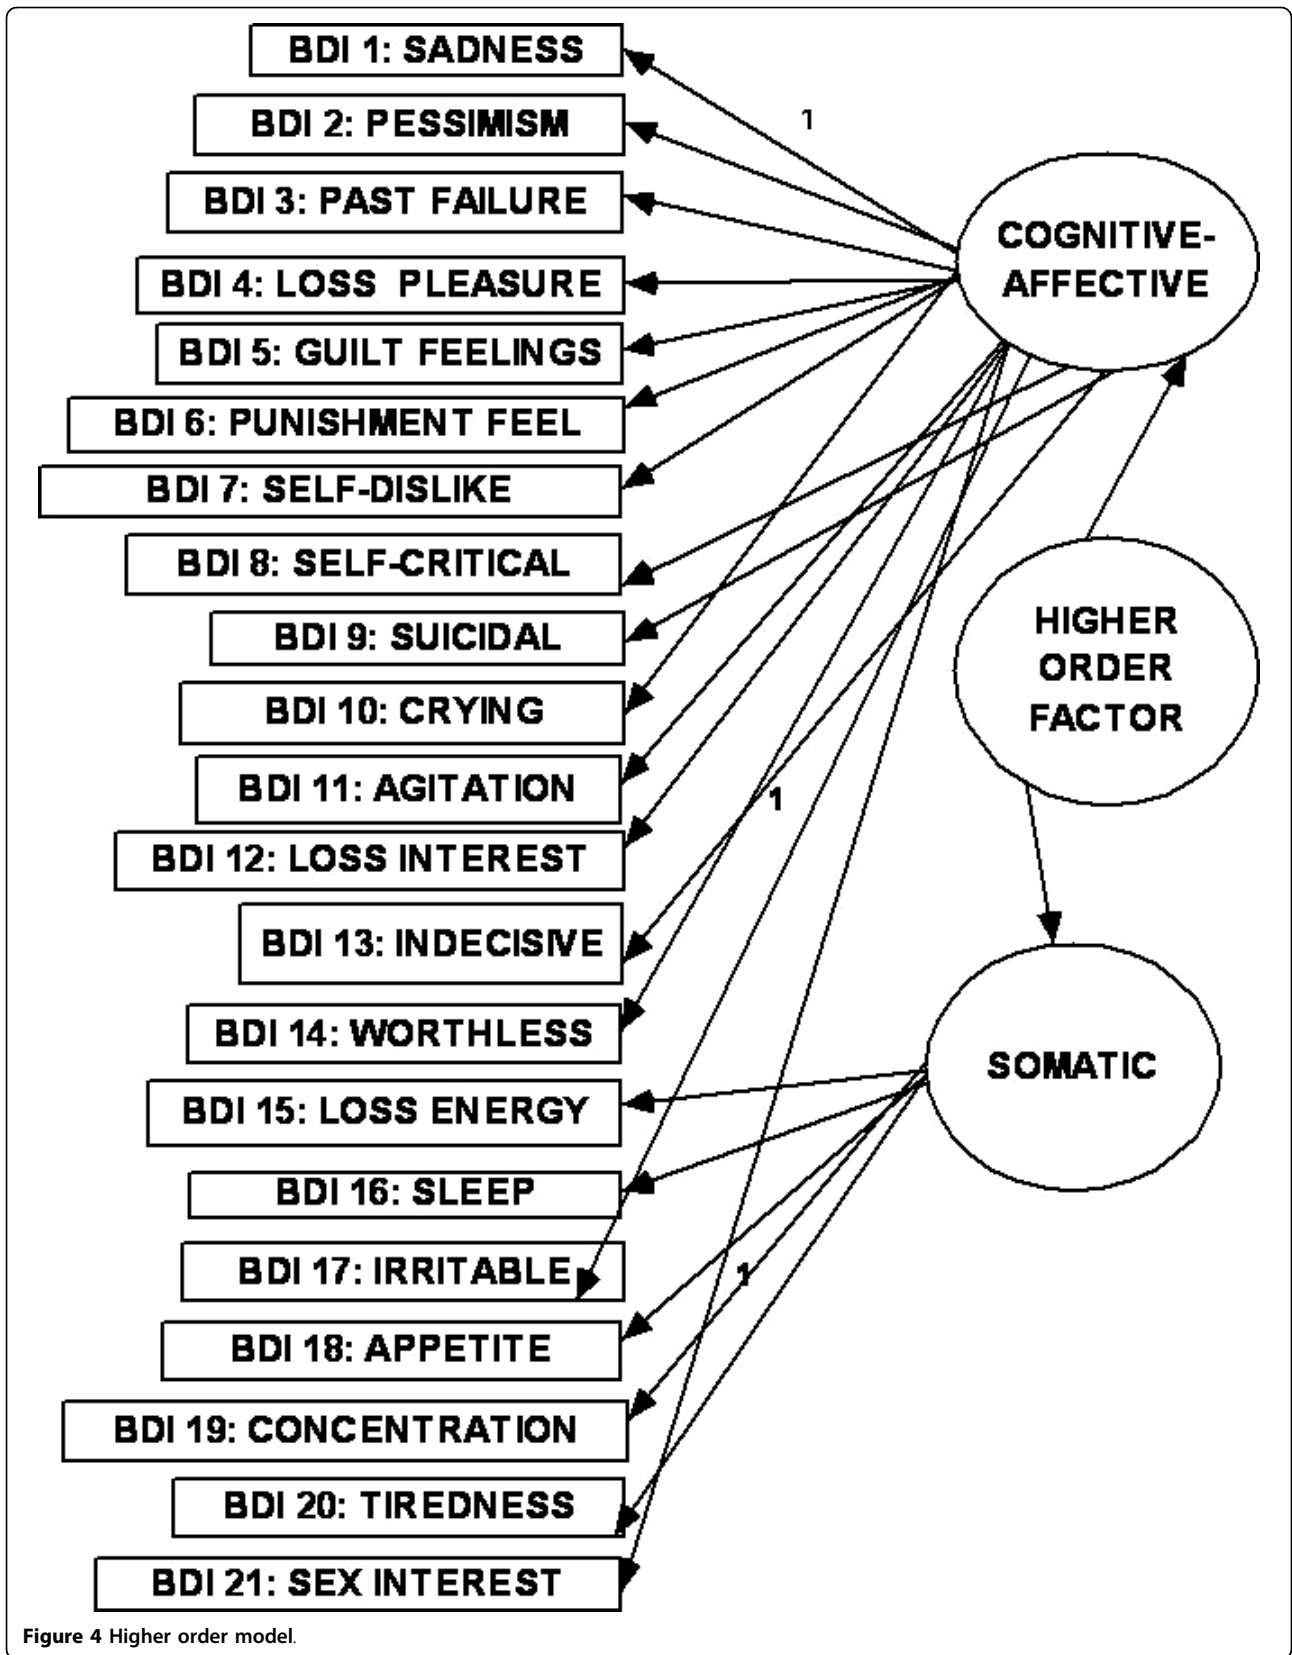 BDI 1: SADNESS
1
BDI 2: PESSIMISM
BDI 3: PAST FAILURE
COGNITIVE-
AFFECTIVE
BDI 4: LOSS PLEASURE
BDI 5: GUILT FEELINGS
BDI 6: PUNISHMENT FEEL
BDI 7: SELF-DISLIKE
BDI 8: SELF-CRITICAL
BDI 9: SUICIDAL
HIGHER
ORDER
FACTOR
BDI 10: CRYING
BDI 11: AGITATION
1
BDI 12: LOSS INTEREST
BDI 13: INDECISIVE
BDI 14: WORTHLESS
SOMATIC
BDI 15: LOSS ENERGY
BDI 16: SLEEP
BDI 17: IRRITABLE
1
BDI 18: APPETITE
BDI 19: CONCENTRATION
BDI 20: TIREDNESS
BDI 21: SEX INTEREST
Figure 4 Higher order model.